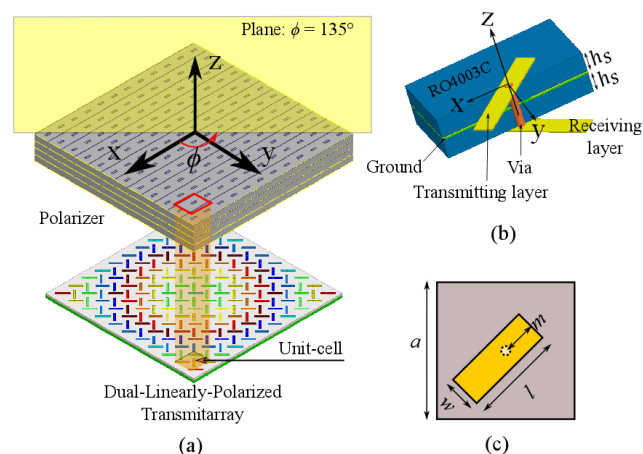 Plane: ϕ = 135°
z
x
ϕ
y
Polarizer
Unit-cell
Dual-Linearly-Polarized
Transmitarray
(a)
z
RO4003C
hs
hs
x
y
Receiving
layer
Ground
Via
Transmitting layer
(b)
a
m
w
l
(c)